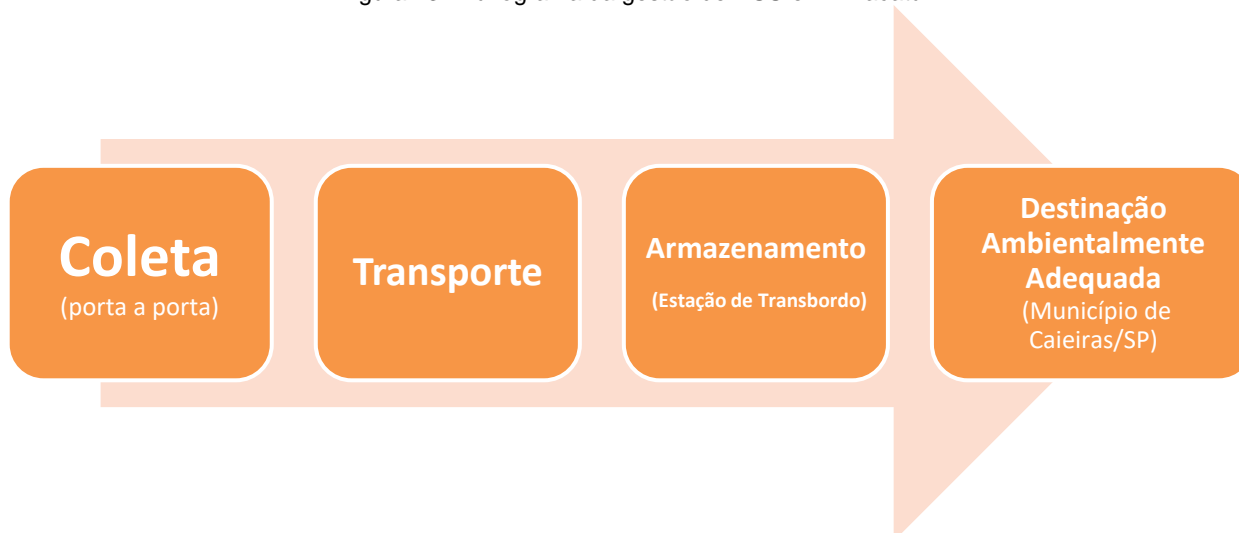 Coleta
(porta a porta)
Transporte
Armazenamento
(Estação de Transbordo)
Destinação
Ambientalmente
Adequada
(Município de
Caieiras/SP)